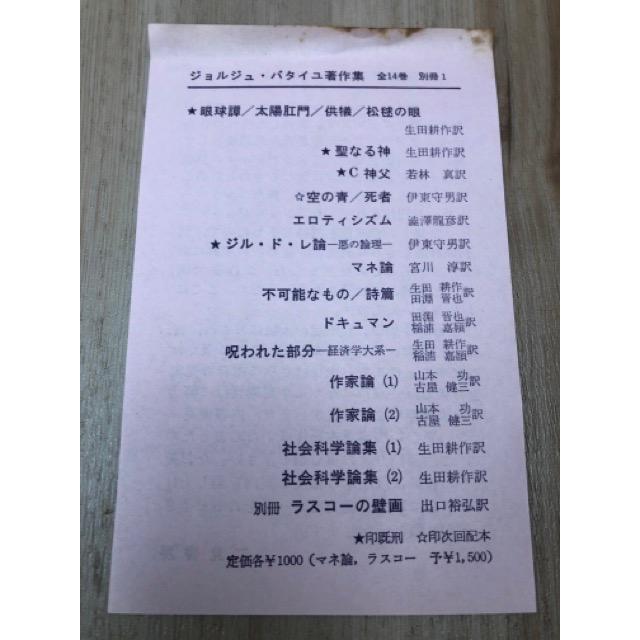 ジョルジュ・バタイユ著作集 全14巻 別冊1
★眼球譚／太陽肛門／供犠／松毬の眼
生田耕作訳
★聖なる神 生田耕作訳
★C神父 若林 真訳
☆空の青／死者 伊東守男訳
エロティシズム 澁澤龍彦訳
★ジル・ド・レ論―悪の論理― 伊東守男訳
マネ論 宮川 淳訳
不可能なもの／詩篇 生田 耕作 田淵 晋也 訳
ドキュマン 田淵 晋也 稲浦 嘉頴 訳
呪われた部分―経済学大系― 生田 耕作 稲浦 嘉頴 訳
作家論 (1) 山本 功 古屋 健三 訳
作家論 (2) 山本 功 古屋 健三 訳
社会科学論集 (1) 生田耕作訳
社会科学論集 (2) 生田耕作訳
別冊 ラスコーの壁画 出口裕弘訳
★印既刑 ☆印次回配本
定価各¥1000（マネ論，ラスコー 予¥1,500）